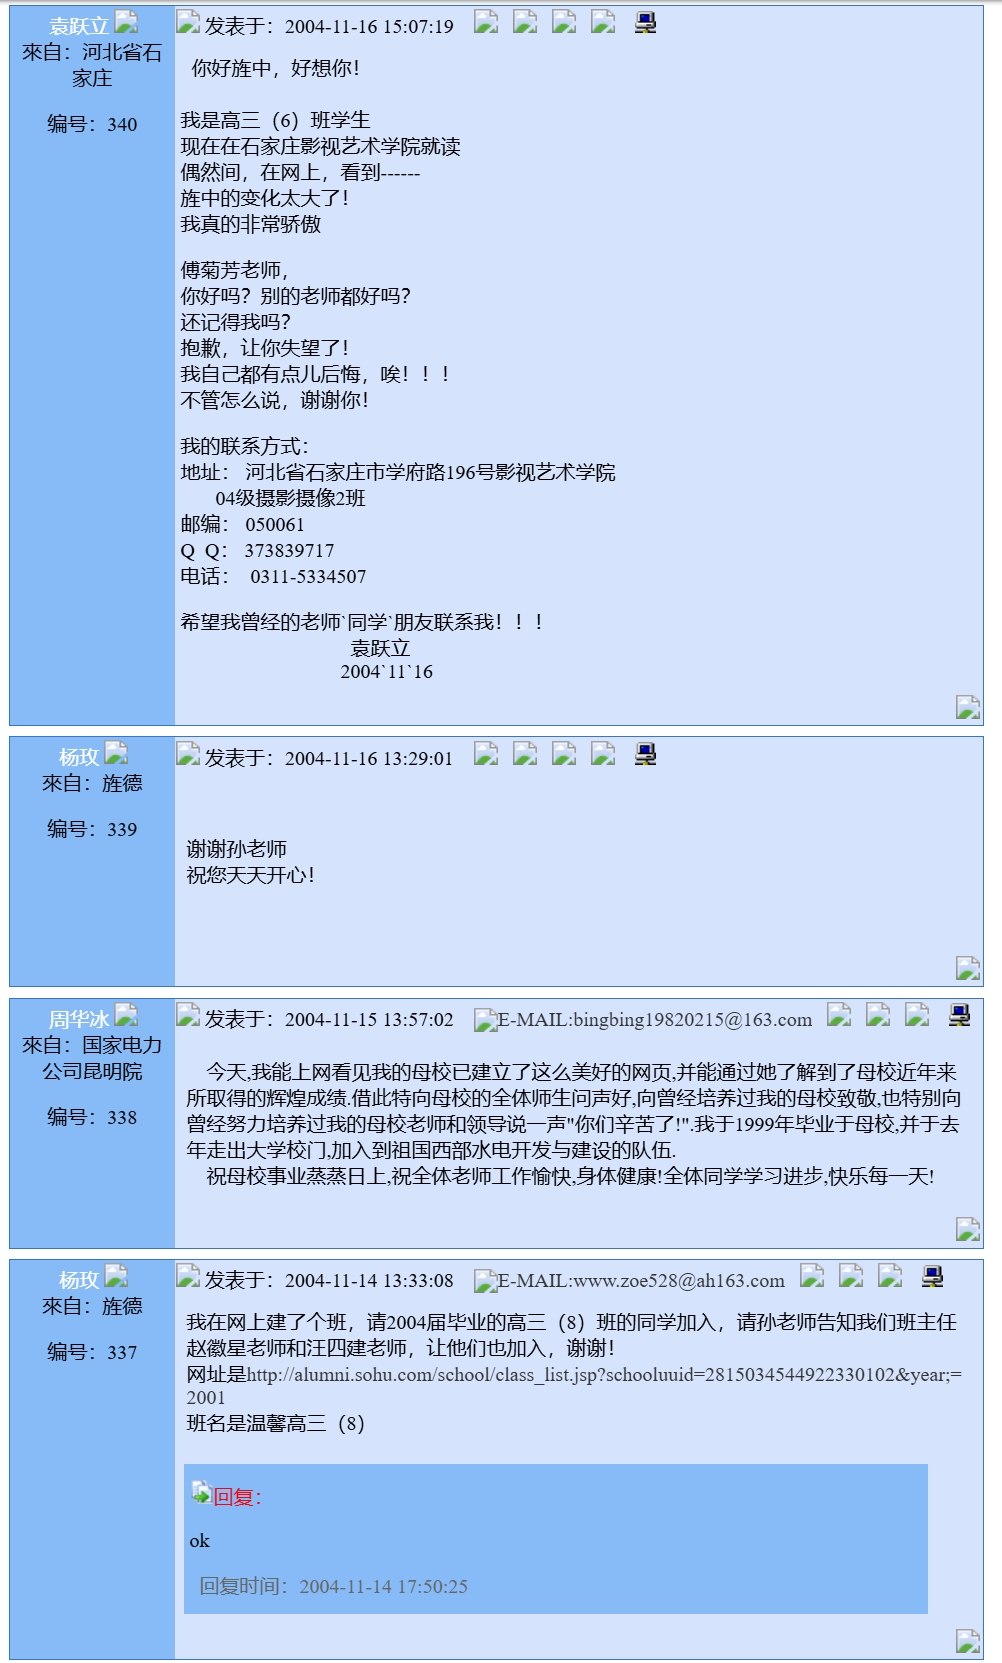 袁跃立
來自：河北省石
家庄
编号：340
发表于：2004-11-16 15:07:19
你好旌中，好想你！
我是高三（6）班学生
现在在石家庄影视艺术学院就读
偶然间，在网上，看到------
旌中的变化太大了！
我真的非常骄傲
傅菊芳老师，
你好吗？别的老师都好吗？
还记得我吗？
抱歉，让你失望了！
我自己都有点儿后悔，唉！！！
不管怎么说，谢谢你！
我的联系方式：
地址： 河北省石家庄市学府路196号影视艺术学院
04级摄影摄像2班
邮编： 050061
Q Q： 373839717
电话： 0311-5334507
希望我曾经的老师`同学`朋友联系我！！！
袁跃立
2004`11`16
杨玫
來自：旌德
编号：339
发表于：2004-11-16 13:29:01
谢谢孙老师
祝您天天开心！
周华冰
來自：国家电力
公司昆明院
编号：338
发表于：2004-11-15 13:57:02 E-MAIL:bingbing19820215@163.com
今天,我能上网看见我的母校已建立了这么美好的网页,并能通过她了解到了母校近年来
所取得的辉煌成绩.借此特向母校的全体师生问声好,向曾经培养过我的母校致敬,也特别向
曾经努力培养过我的母校老师和领导说一声"你们辛苦了!".我于1999年毕业于母校,并于去
年走出大学校门,加入到祖国西部水电开发与建设的队伍.
祝母校事业蒸蒸日上,祝全体老师工作愉快,身体健康!全体同学学习进步,快乐每一天!
杨玫
來自：旌德
编号：337
发表于：2004-11-14 13:33:08 E-MAIL:www.zoe528@ah163.com
我在网上建了个班，请2004届毕业的高三（8）班的同学加入，请孙老师告知我们班主任
赵徽星老师和汪四建老师，让他们也加入，谢谢！
网址是http://alumni.sohu.com/school/class_list.jsp?schooluuid=2815034544922330102&year;=
2001
班名是温馨高三（8）
回复：
ok
回复时间：2004-11-14 17:50:25